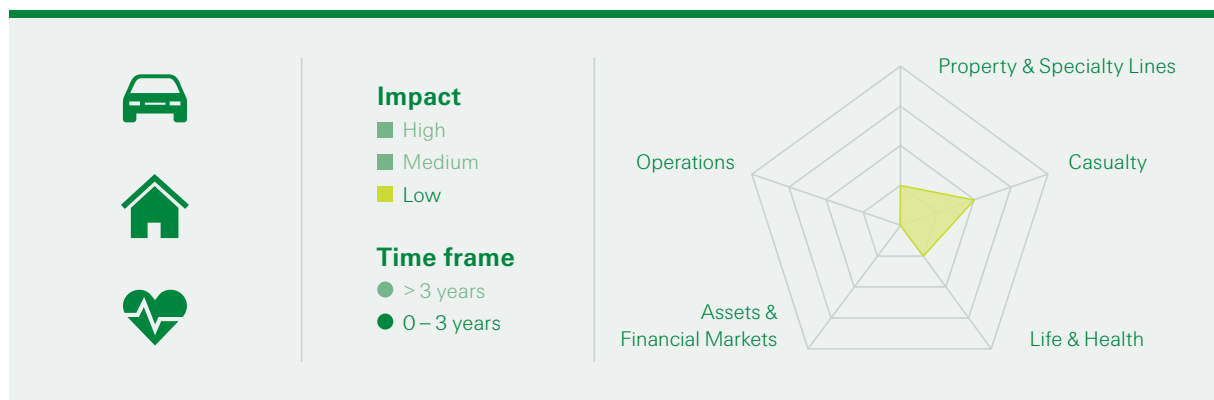 Impact
High
Medium
Low
Time frame
> 3 years
0 – 3 years
Property & Specialty Lines
Operations
Casualty
Assets &
Financial Markets
Life & Health